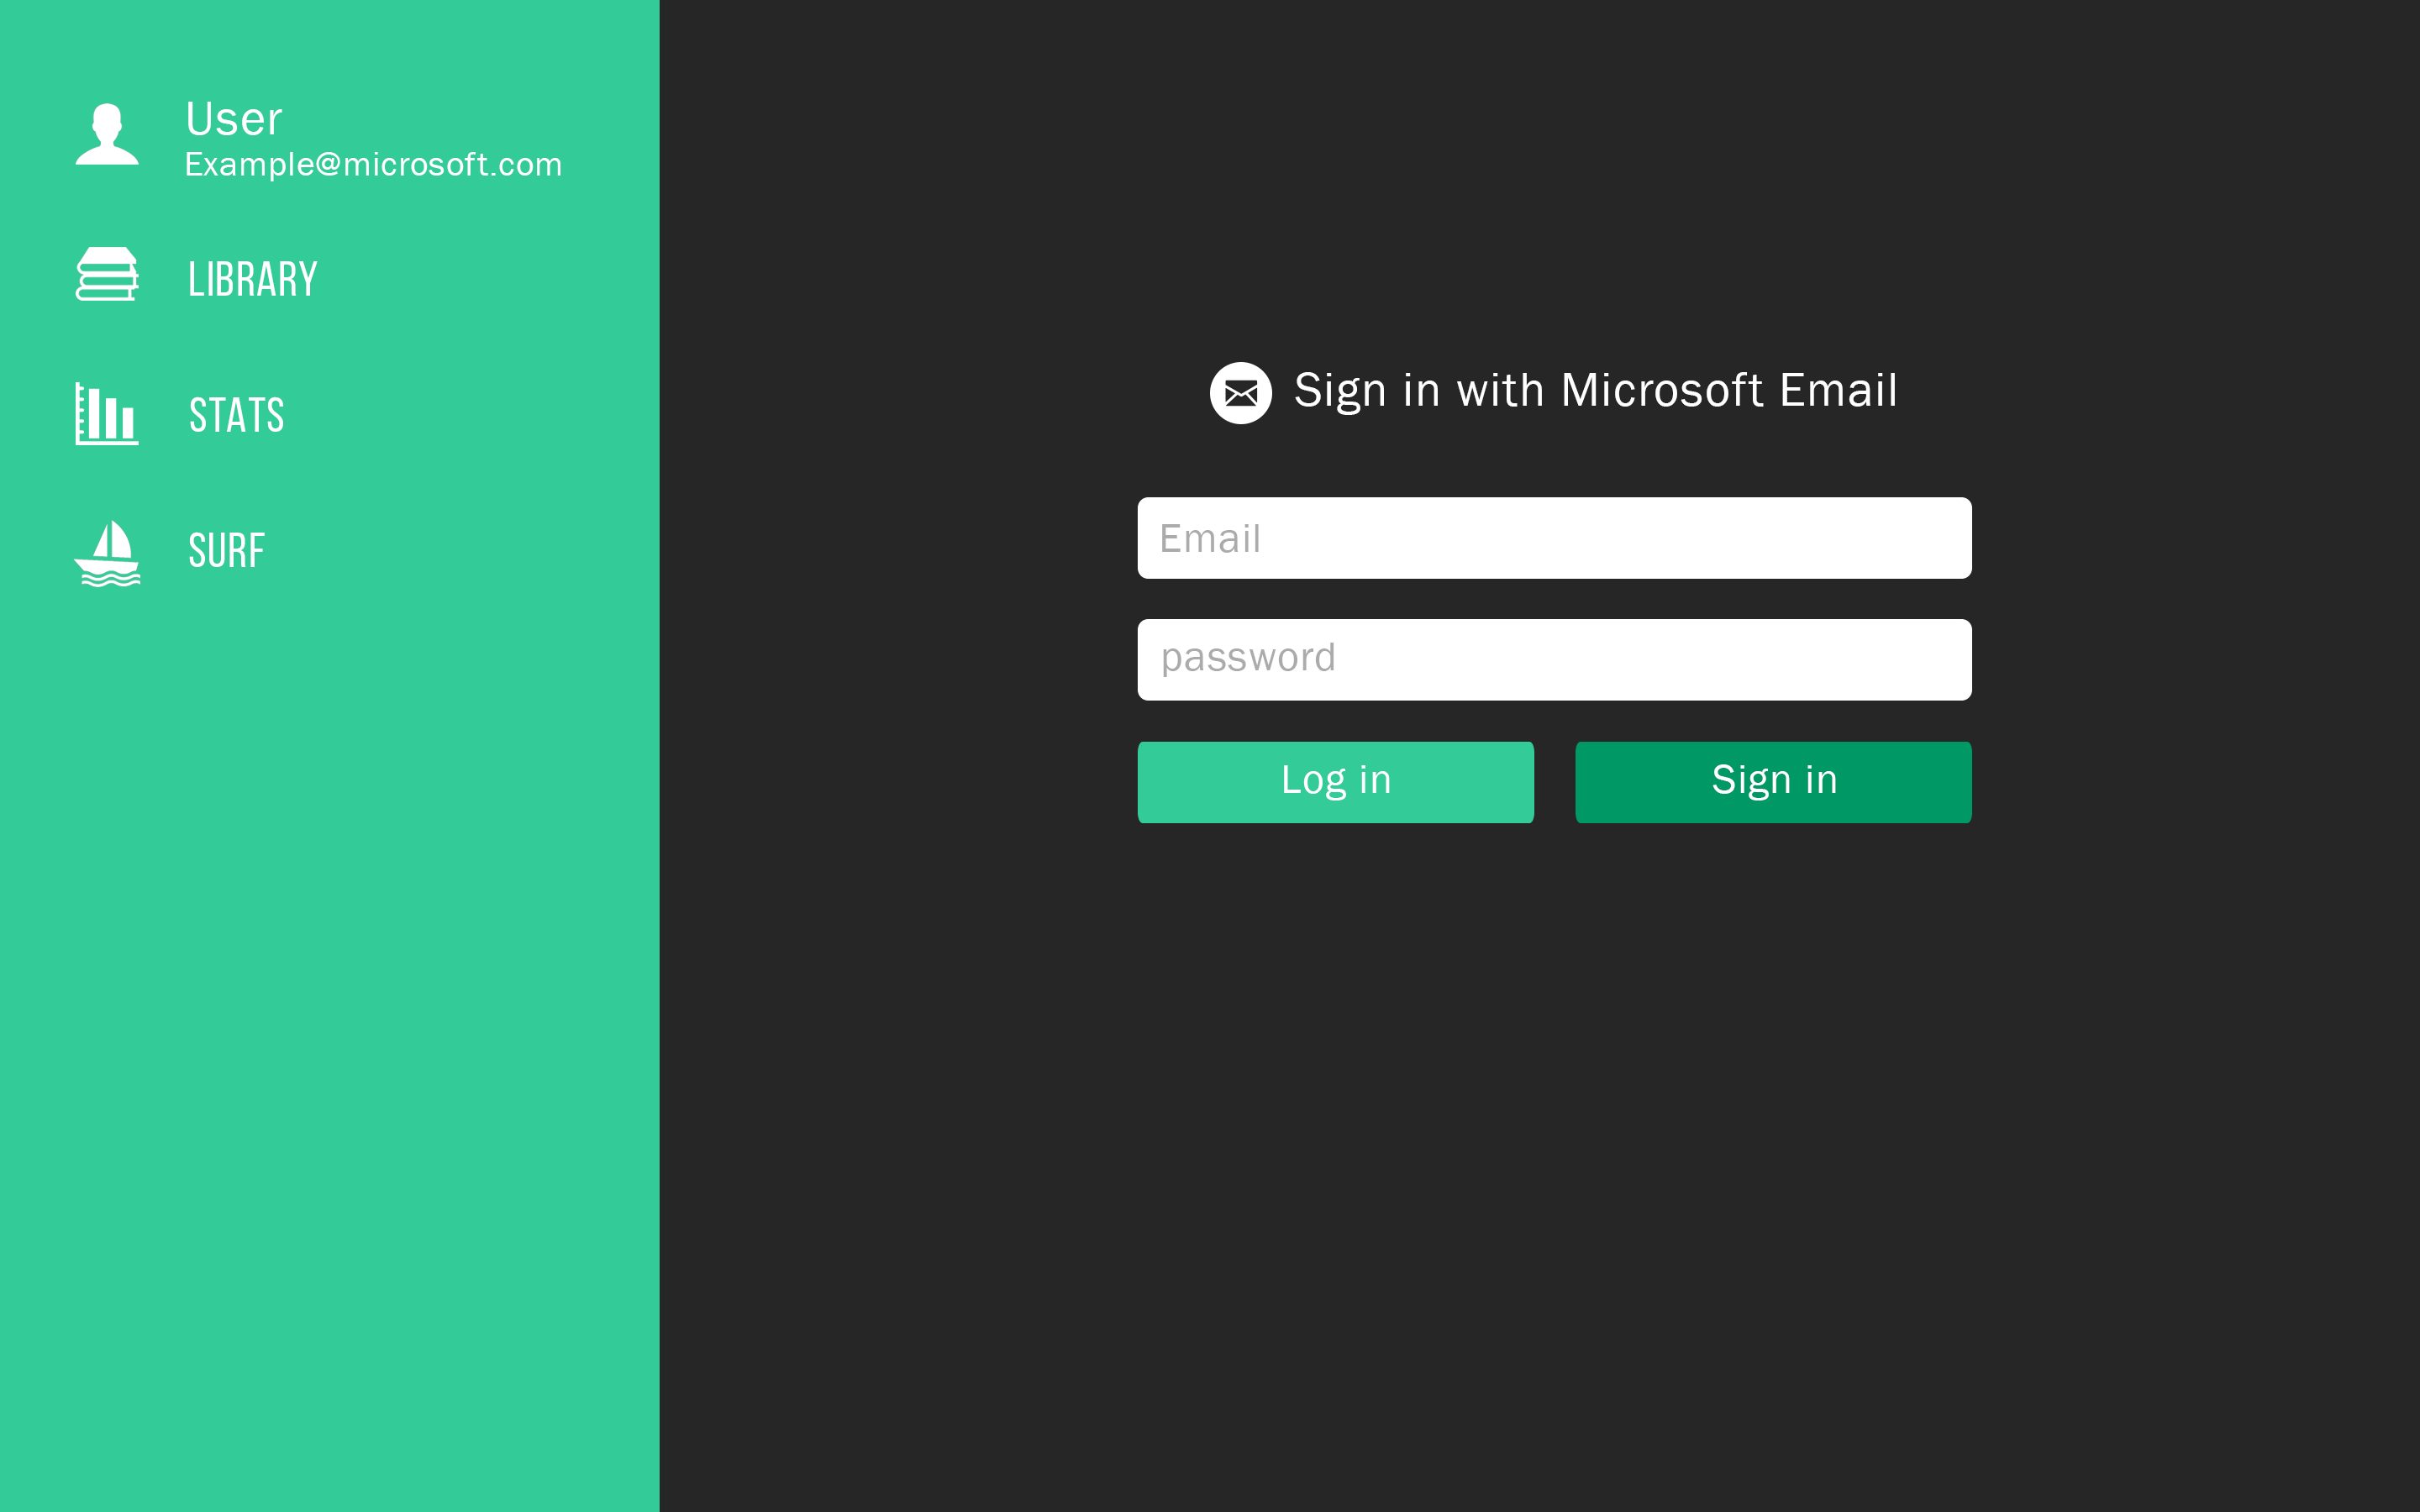 User
Example@microsoft.com
LIBRARY
STATS
SURF
Sign in with Microsoft Email
Email
password
Log in
Sign in